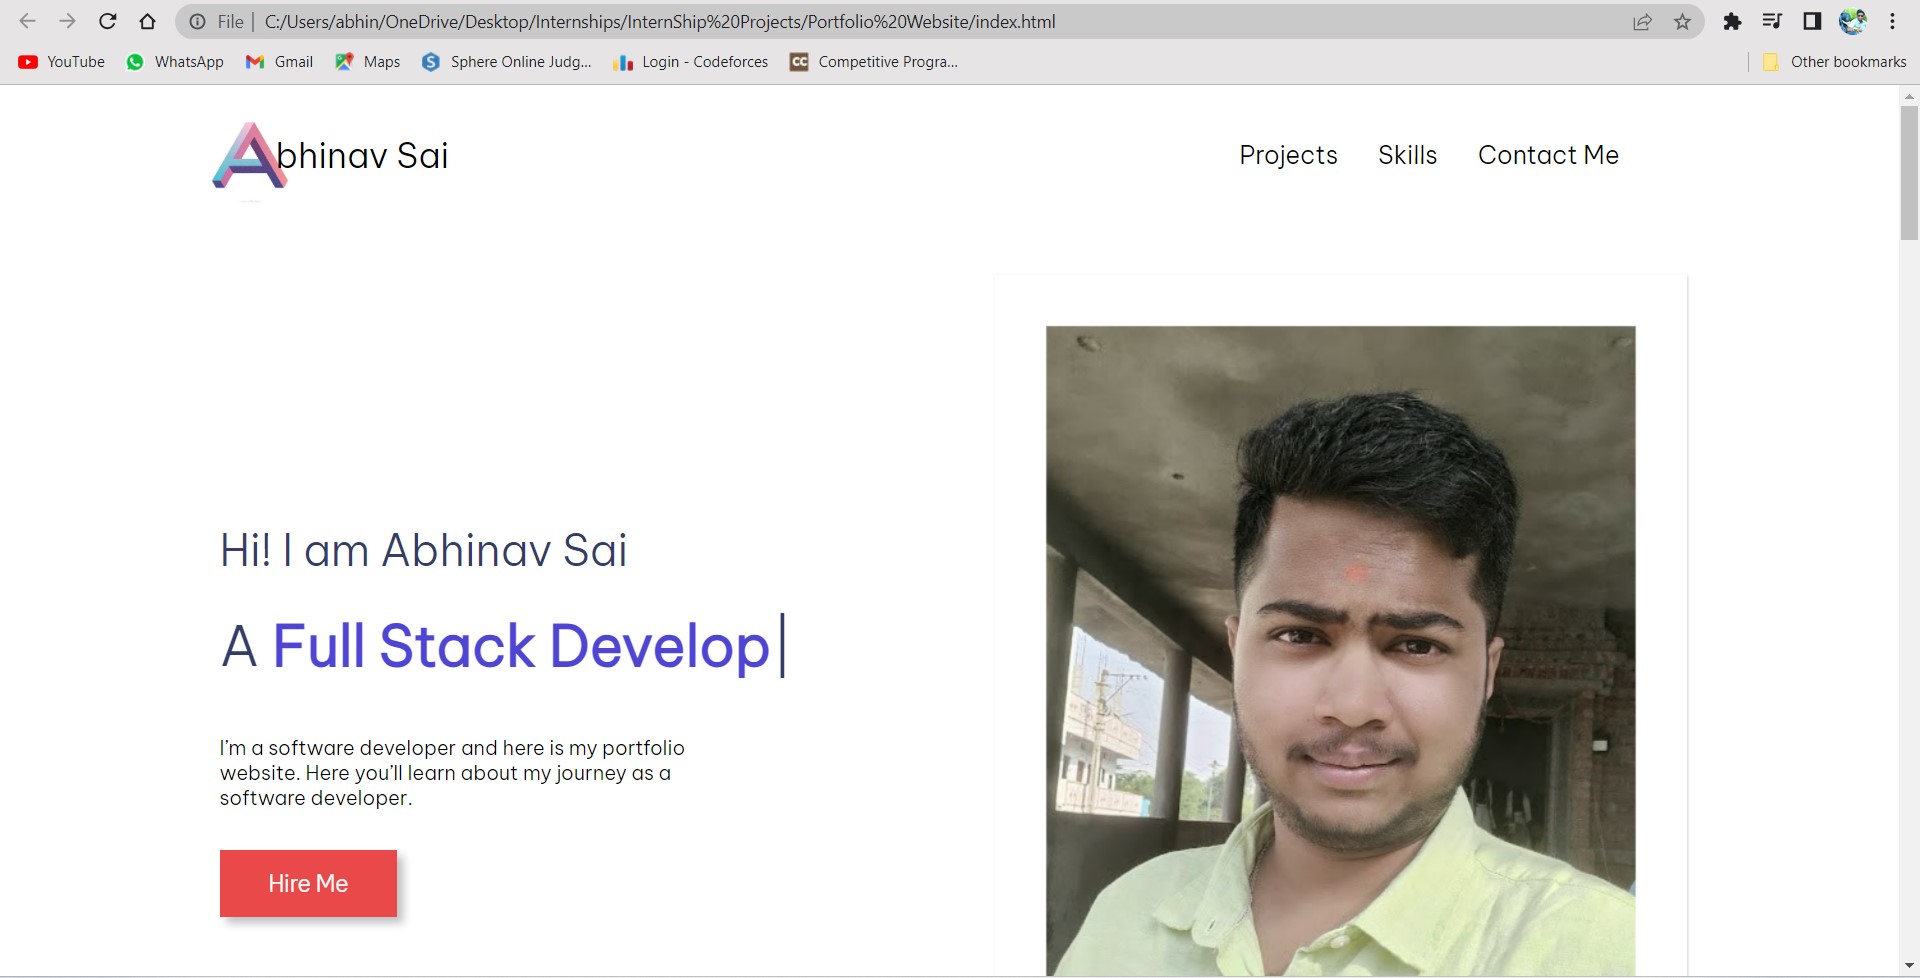 File | C:/Users/abhin/OneDrive/Desktop/Internships/InternShip%20Projects/Portfolio%20Website/index.html
YouTube WhatsApp Gmail Maps Sphere Online Judg... Login - Codeforces CC Competitive Progra... Other bookmarks
Abhinav Sai Projects Skills Contact Me
Hi! I am Abhinav Sai
A Full Stack Develop|
I'm a software developer and here is my portfolio
website. Here you'll learn about my journey as a
software developer.
Hire Me